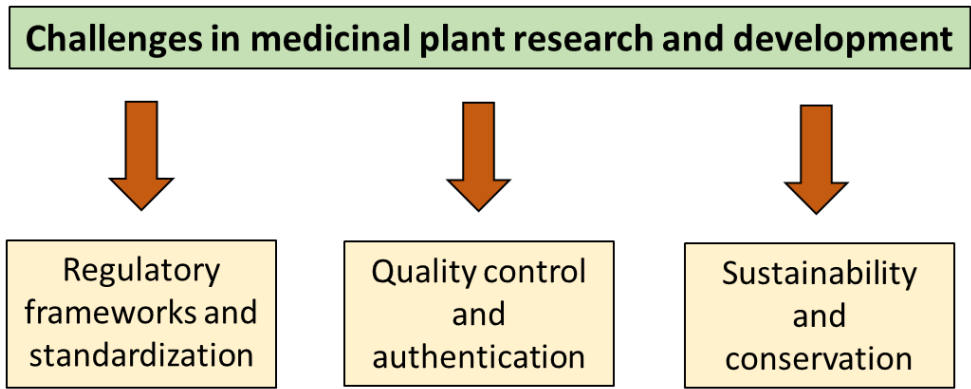 Challenges in medicinal plant research and development
Regulatory
frameworks and
standardization
Quality control
and
authentication
Sustainability
and
conservation